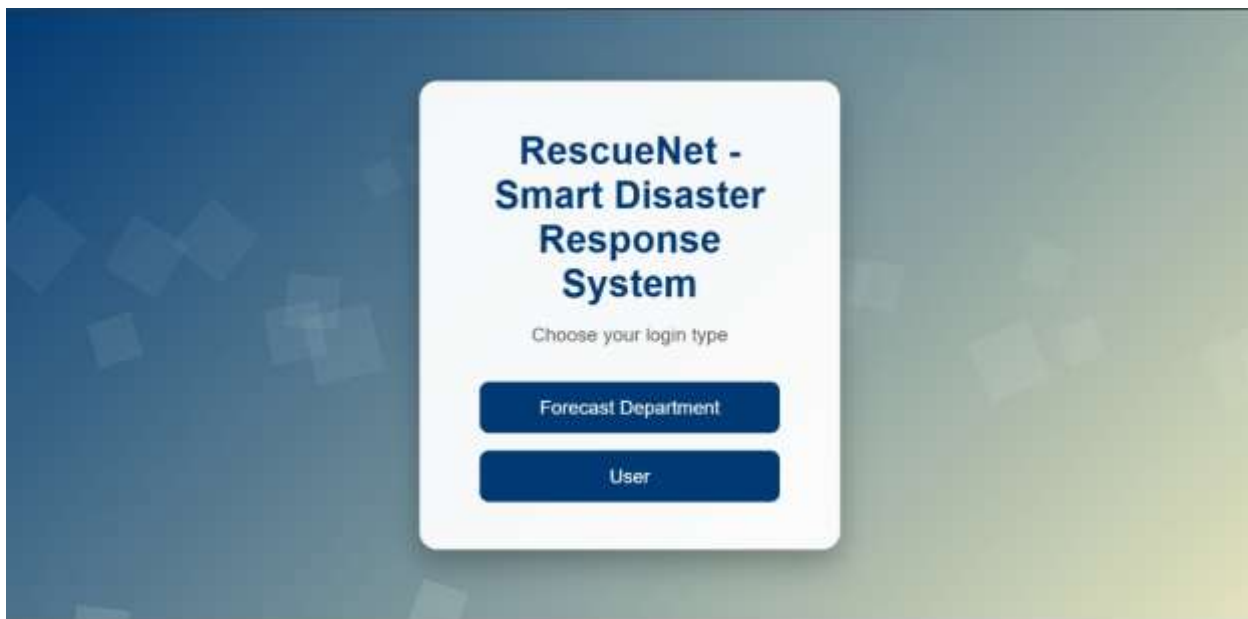 RescueNet -
Smart Disaster
Response
System
Choose your login type
Forecast Department
User